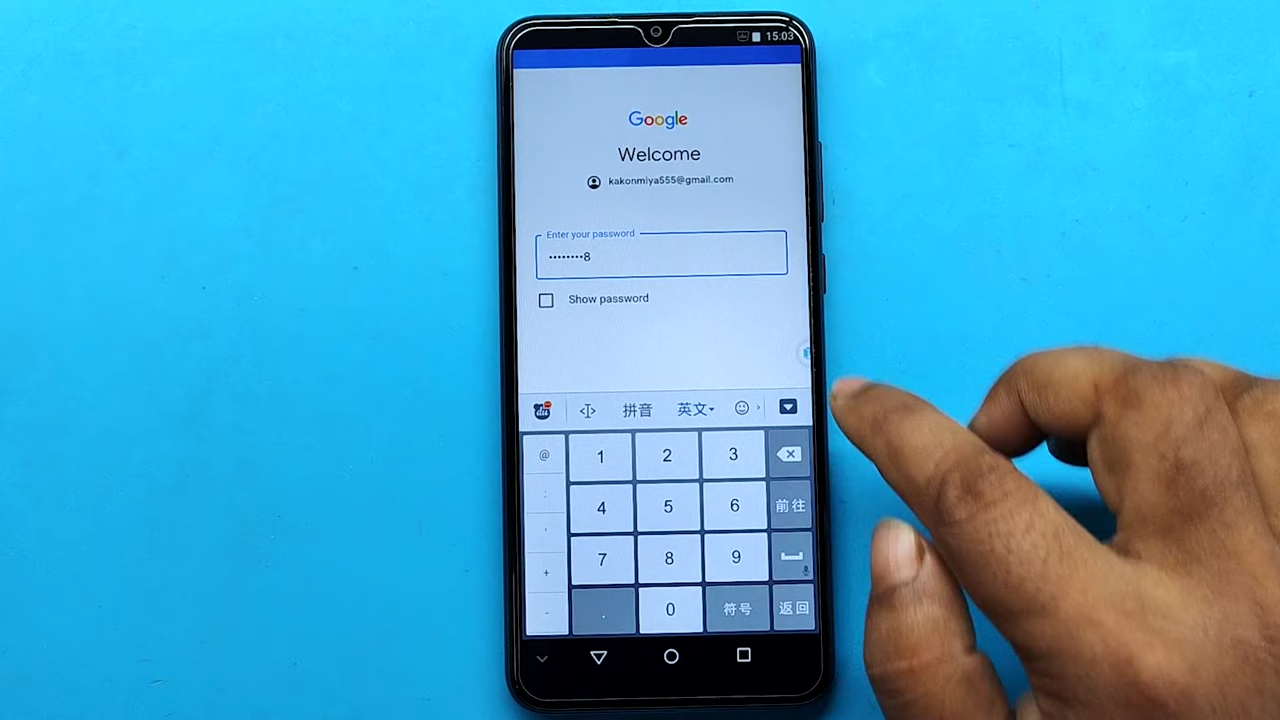 15:03
Google
Welcome
kakonmiya555@gmail.com
Enter your password
••••••••8
Show password
拼音 英文
@ 1 2 3
: 4 5 6 前往
' 7 8 9
+
- . 0 符号 返回